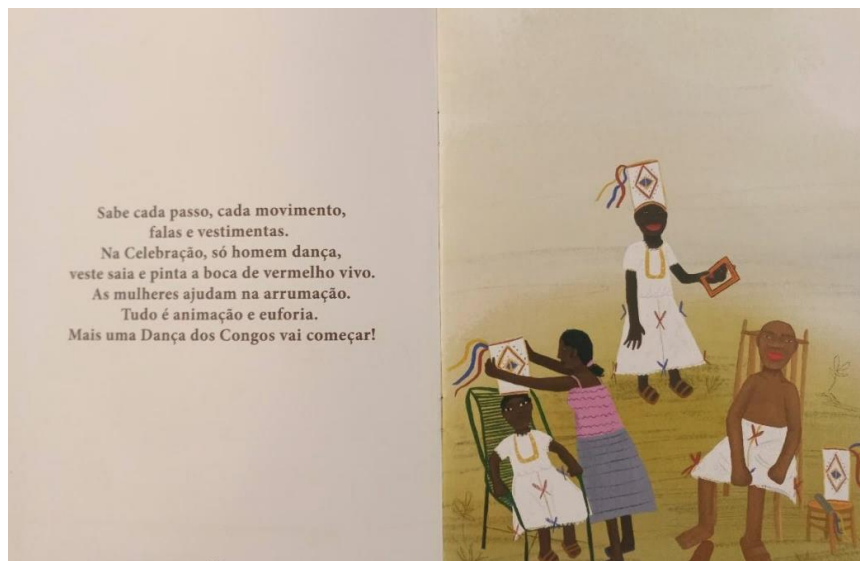 Sabe cada passo, cada movimento,
falas e vestimentas.
Na Celebração, só homem dança,
veste saia e pinta a boca de vermelho vivo.
As mulheres ajudam na arrumação.
Tudo é animação e euforia.
Mais uma Dança dos Congos vai começar!